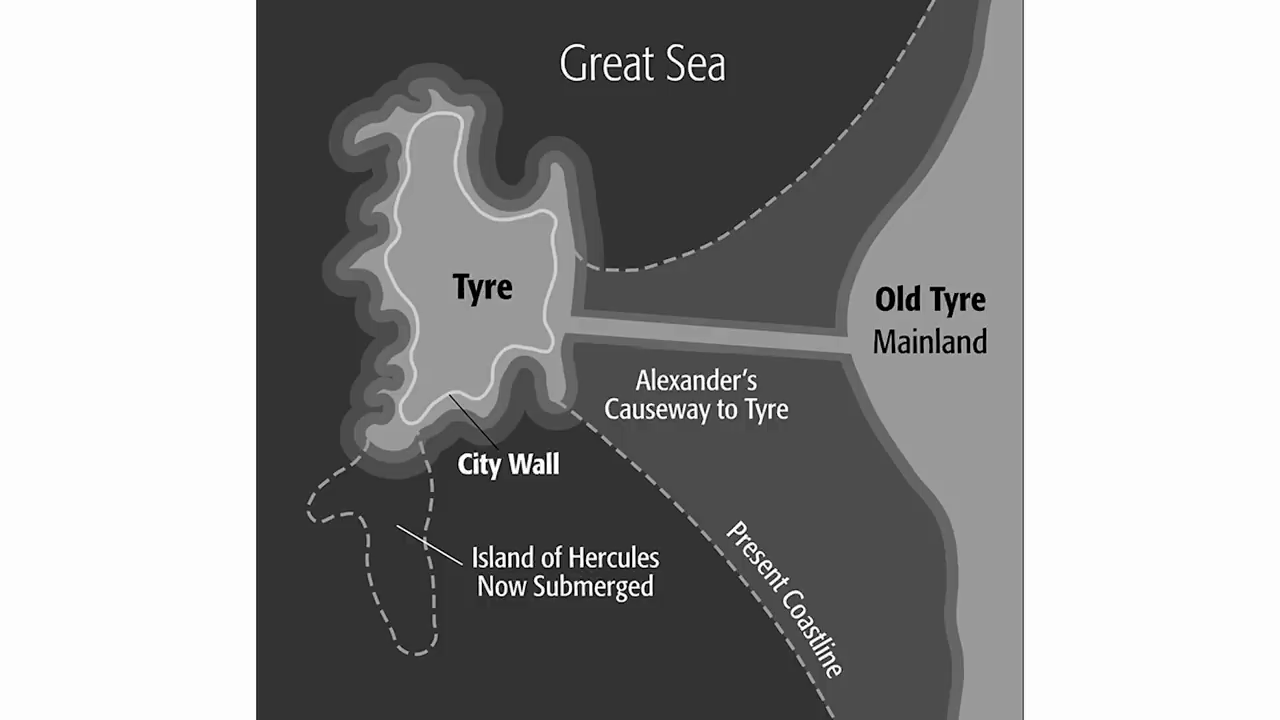 Great Sea
Tyre
Old Tyre
Mainland
Alexander’s
Causeway to Tyre
City Wall
Island of Hercules
Now Submerged
Present Coastline